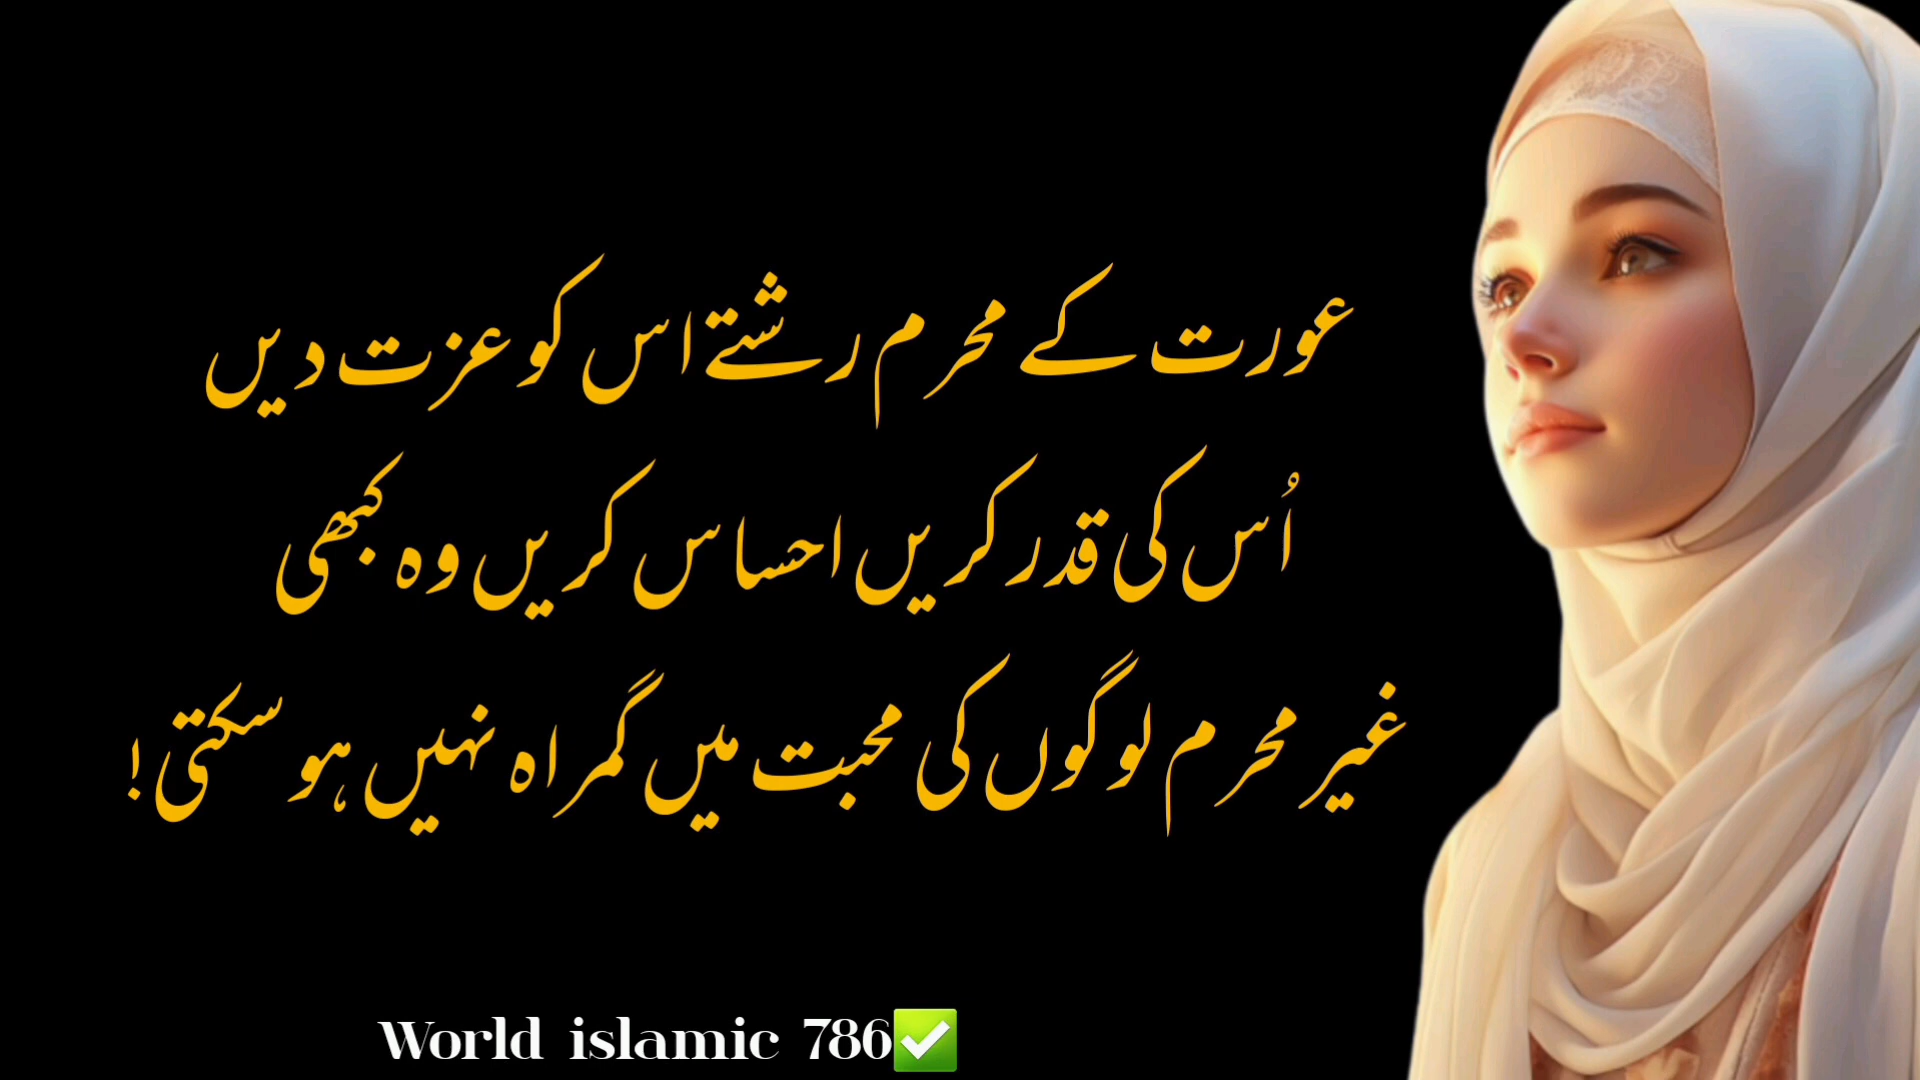 عورت کے محرم رشتے اس کو عزت دیں
اُس کی قدر کریں احساس کریں وہ کبھی
غیر محرم لوگوں کی محبت میں گمراہ نہیں ہو سکتی!
World islamic 786✅